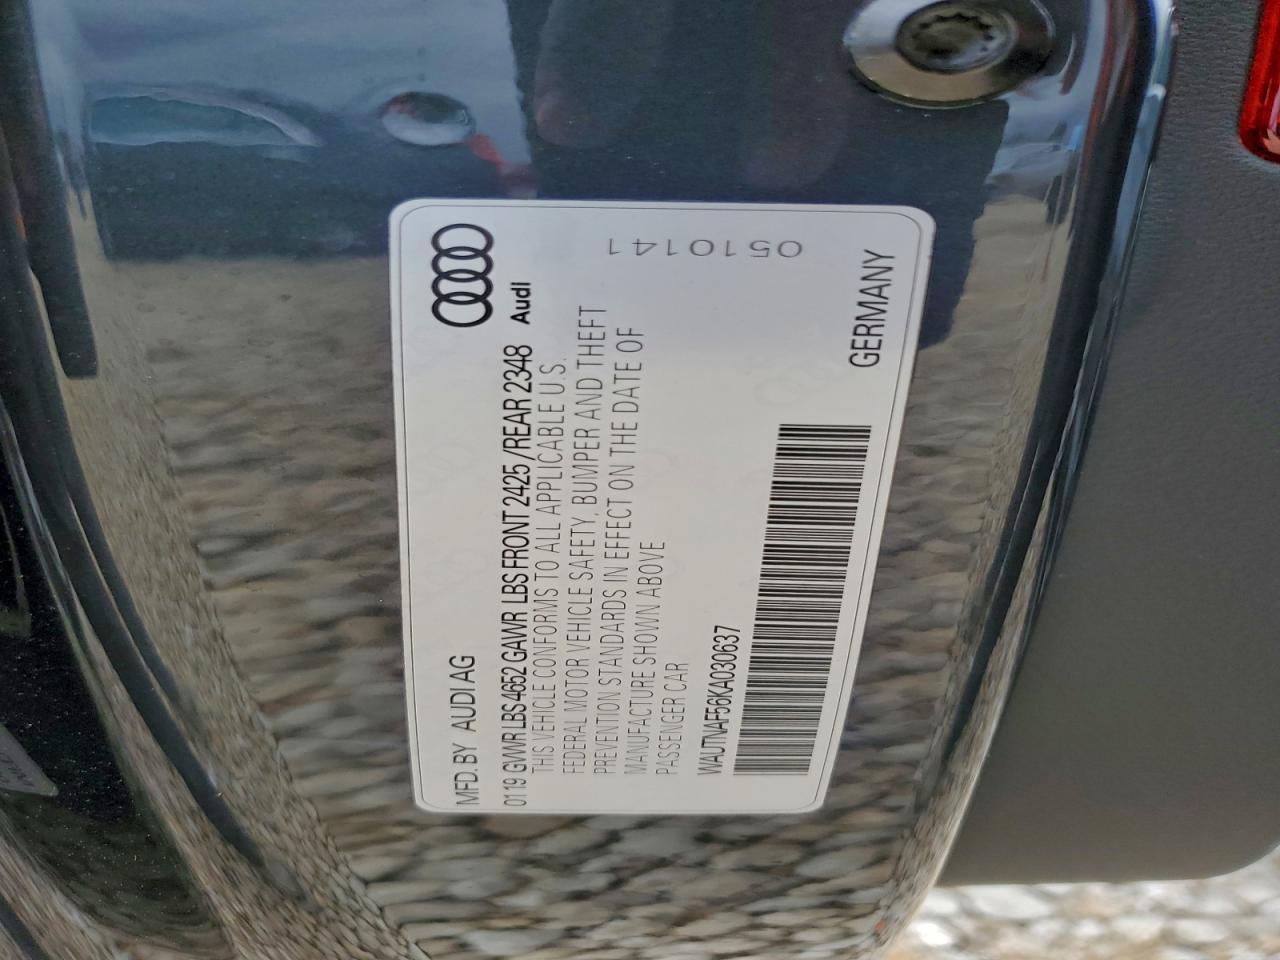 MFD. BY AUDI AG
Audi
01 19 GVWR LBS 4652 GAWR LBS FRONT 2425 /REAR 2348
THIS VEHICLE CONFORMS TO ALL APPLICABLE U.S.
FEDERAL MOTOR VEHICLE SAFETY, BUMPER AND THEFT
PREVENTION STANDARDS IN EFFECT ON THE DATE OF
MANUFACTURE SHOWN ABOVE
PASSENGER CAR
WAUTNAF56KA030637
0510141
GERMANY